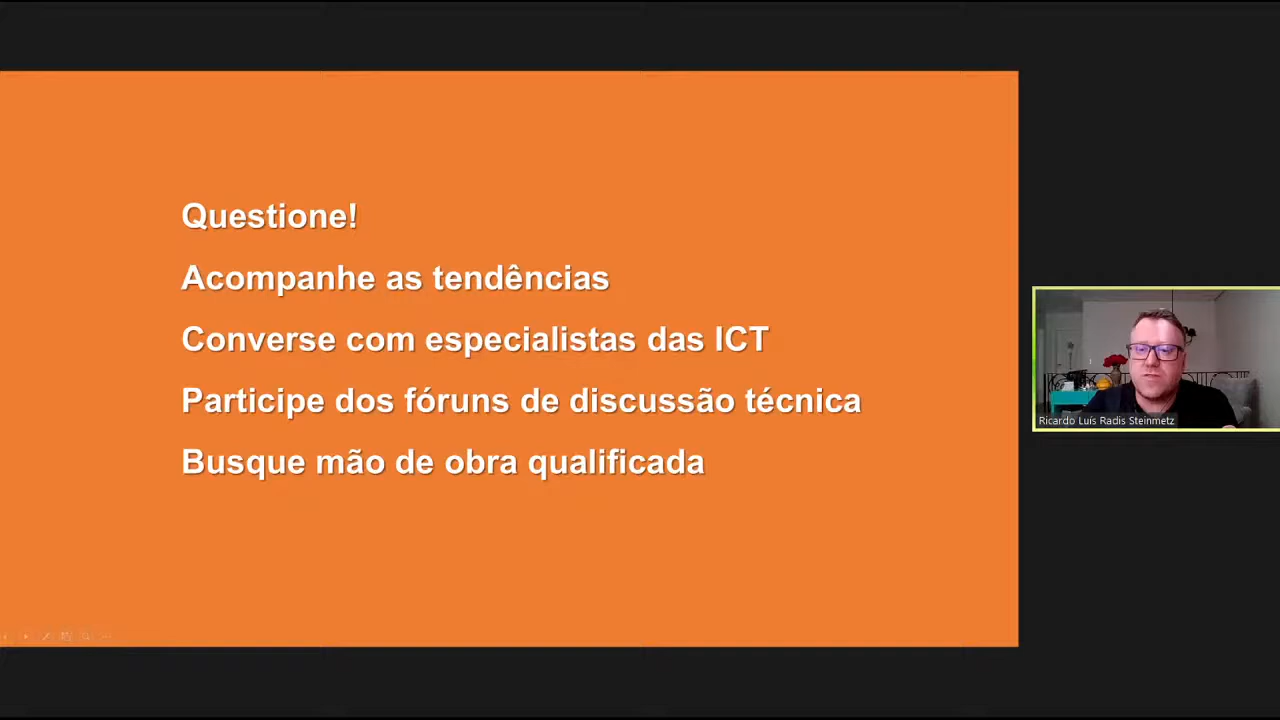 Questione!
Acompanhe as tendências
Converse com especialistas das ICT
Participe dos fóruns de discussão técnica
Busque mão de obra qualificada
Ricardo Luís Radis Steinmetz